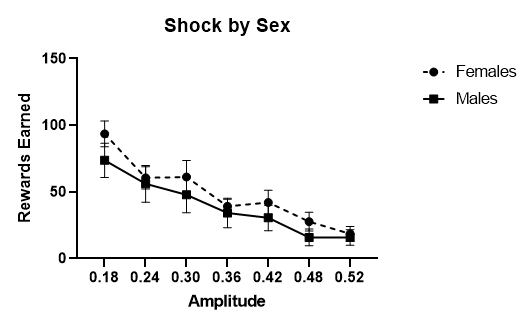 Shock by Sex
150
100
50
0
Rewards Earned
0.18 0.24 0.30 0.36 0.42 0.48 0.52
Amplitude
Females
Males